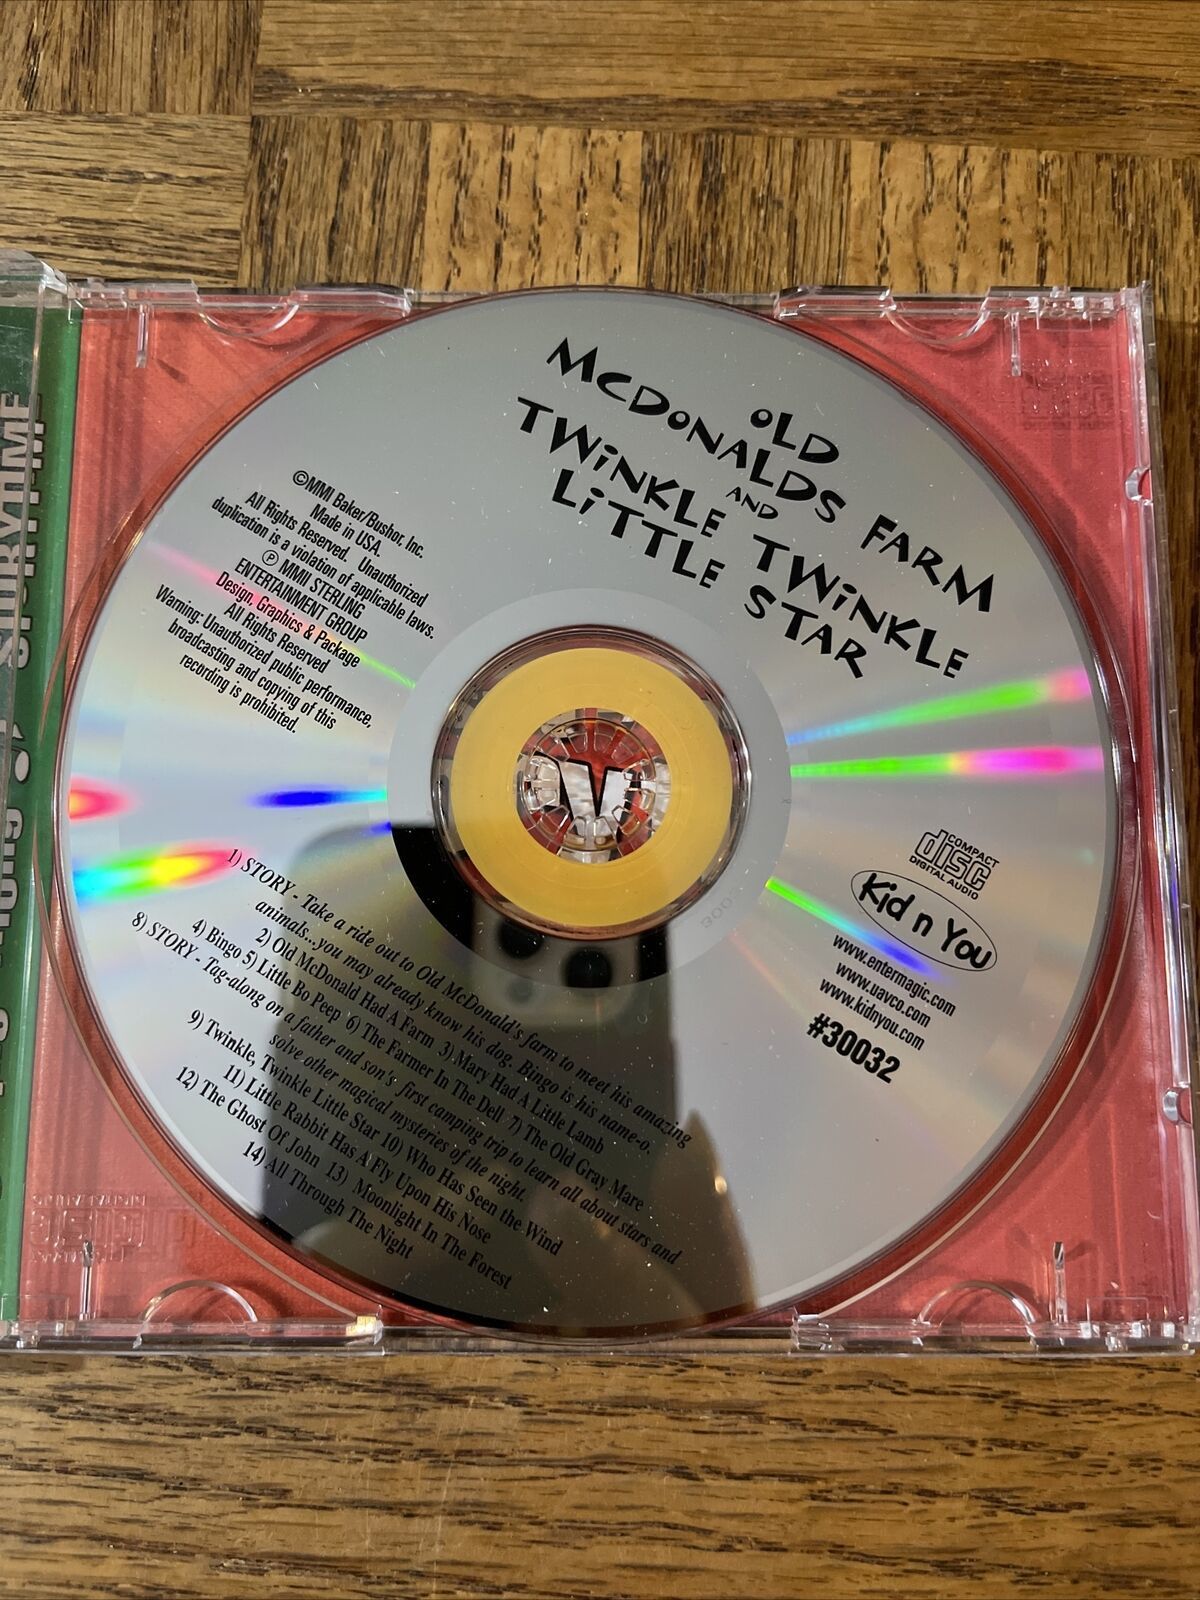 OLD
MCDONALDS FARM
AND
TWINKLE TWINKLE
LITTLE STAR
©MMI Baker/Bushor, Inc.
Made in USA.
All Rights Reserved. Unauthorized
duplication is a violation of applicable laws.
℗ MMI STERLING
ENTERTAINMENT GROUP
Design, Graphics & Package
All Rights Reserved
Warning: Unauthorized public performance,
broadcasting and copying of this
recording is prohibited.
COMPACT
disc
DIGITAL AUDIO
Kid n You
www.entermagic.com
www.uavco.com
www.kidnyou.com
#30032
1) STORY - Take a ride out to Old McDonald's farm to meet his amazing
animals...you may already know his dog. Bingo is his name-o.
2) Old McDonald Had A Farm 3) Mary Had A Little Lamb
4) Bingo 5) Little Bo Peep 6) The Farmer In The Dell 7) The Old Gray Mare
8) STORY - Tag-along on a father and son's first camping trip to learn all about stars and
solve other magical mysteries of the night.
9) Twinkle, Twinkle Little Star 10) Who Has Seen the Wind
11) Little Rabbit Has A Fly Upon His Nose
12) The Ghost Of John 13) Moonlight In The Forest
14) All Through The Night